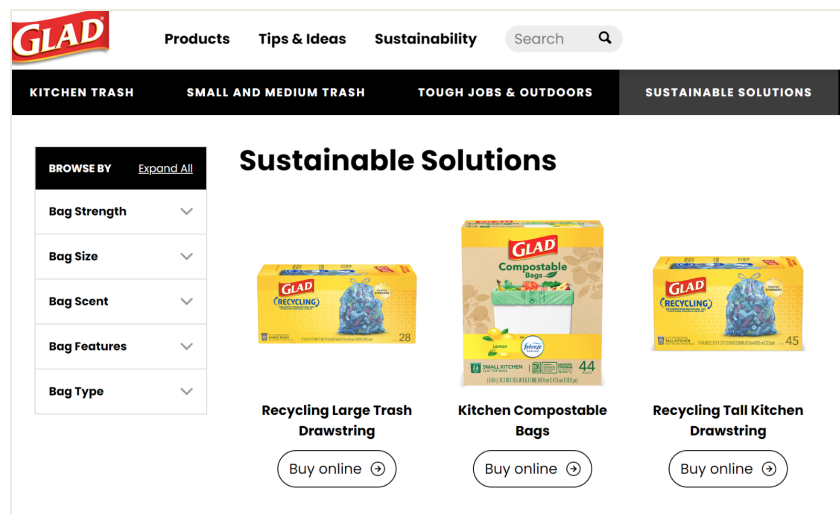 GLAD
Products Tips & Ideas Sustainability Search
KITCHEN TRASH SMALL AND MEDIUM TRASH TOUGH JOBS & OUTDOORS SUSTAINABLE SOLUTIONS
BROWSE BY Expand All
Bag Strength
Bag Size
Bag Scent
Bag Features
Bag Type
Sustainable Solutions
GLAD
RECYCLING
28
Recycling Large Trash
Drawstring
Buy online
GLAD
Compostable
Bags
Lemon
febreze
SMALL KITCHEN
44
Kitchen Compostable
Bags
Buy online
GLAD
RECYCLING
45
Recycling Tall Kitchen
Drawstring
Buy online